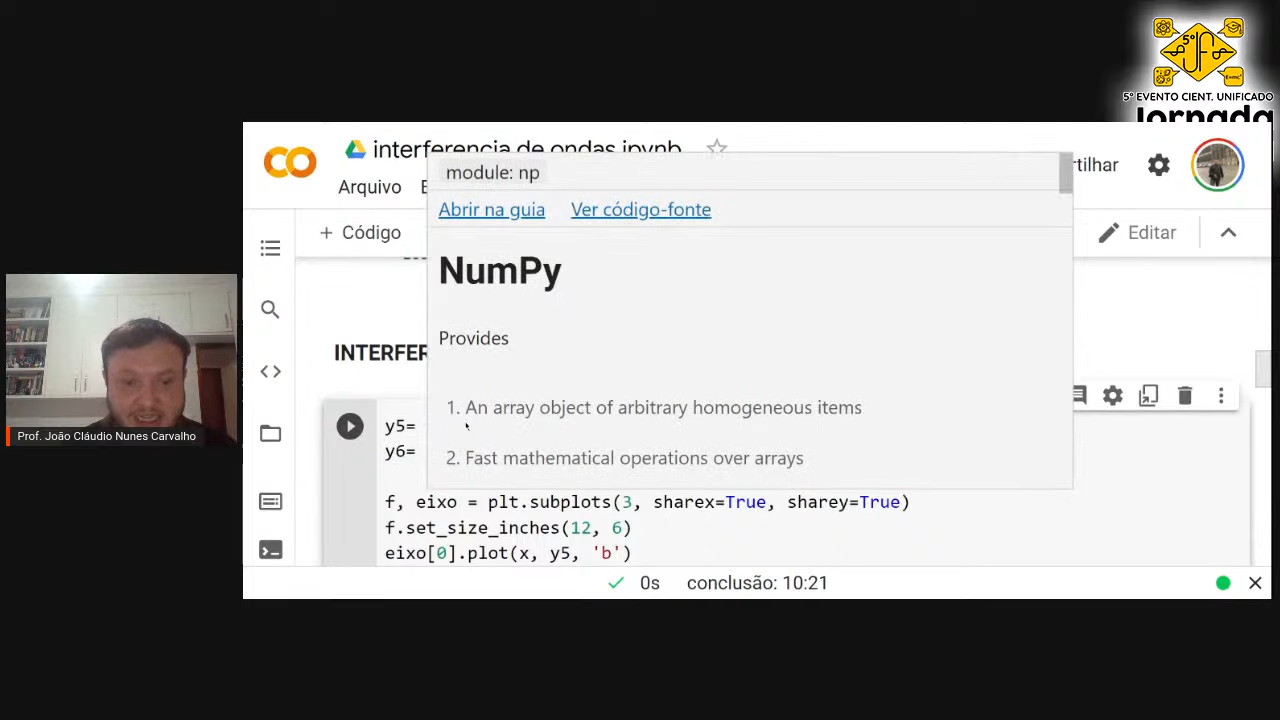 5º EVENTO CIENT. UNIFICADO
Jornada
interferencia de ondas.ipynb
module: np
rtilhar
Arquivo
Abrir na guia Ver código-fonte
+ Código
Editar
NumPy
Provides
INTERFER
1. An array object of arbitrary homogeneous items
y5=
2. Fast mathematical operations over arrays
y6=
Prof. João Cláudio Nunes Carvalho
f, eixo = plt.subplots(3, sharex=True, sharey=True)
f.set_size_inches(12, 6)
eixo[0].plot(x, y5, 'b')
0s conclusão: 10:21